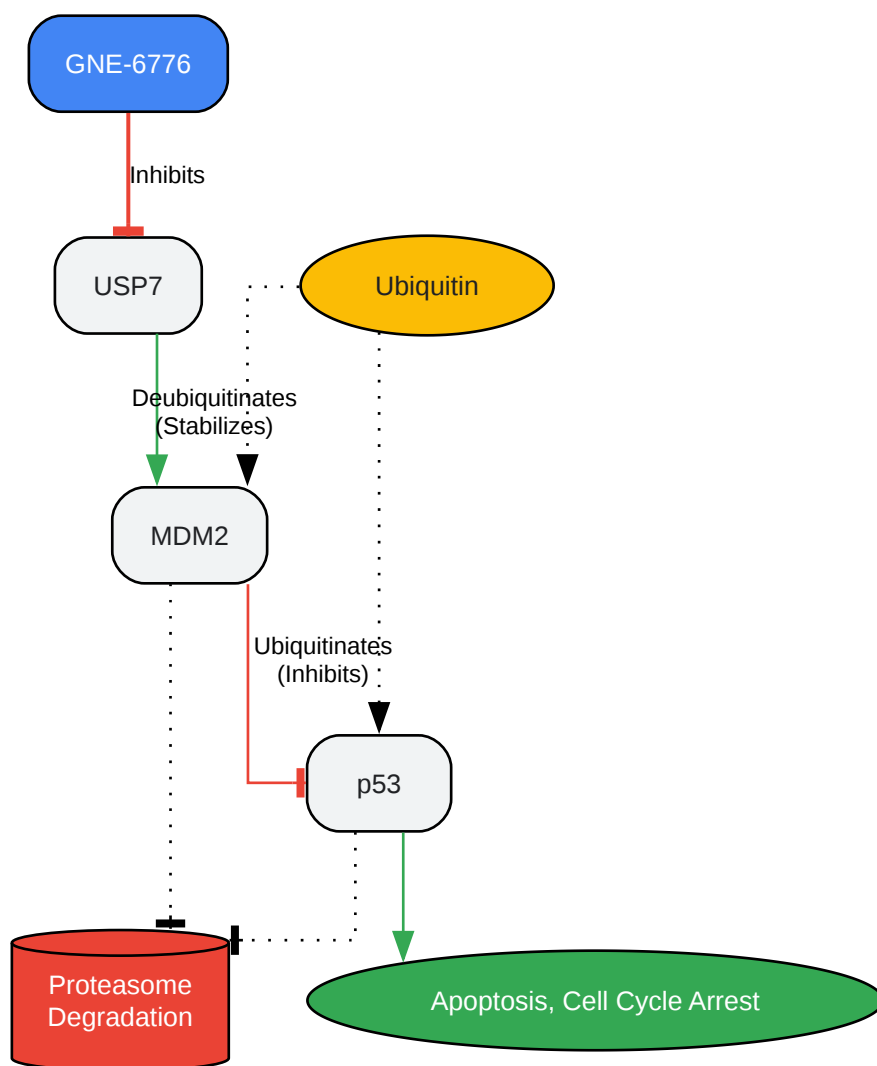 GNE-6776
Inhibits
USP7
Ubiquitin
Deubiquitinates
(Stabilizes)
MDM2
Ubiquitinates
(Inhibits)
p53
Proteasome
Degradation
Apoptosis, Cell Cycle Arrest